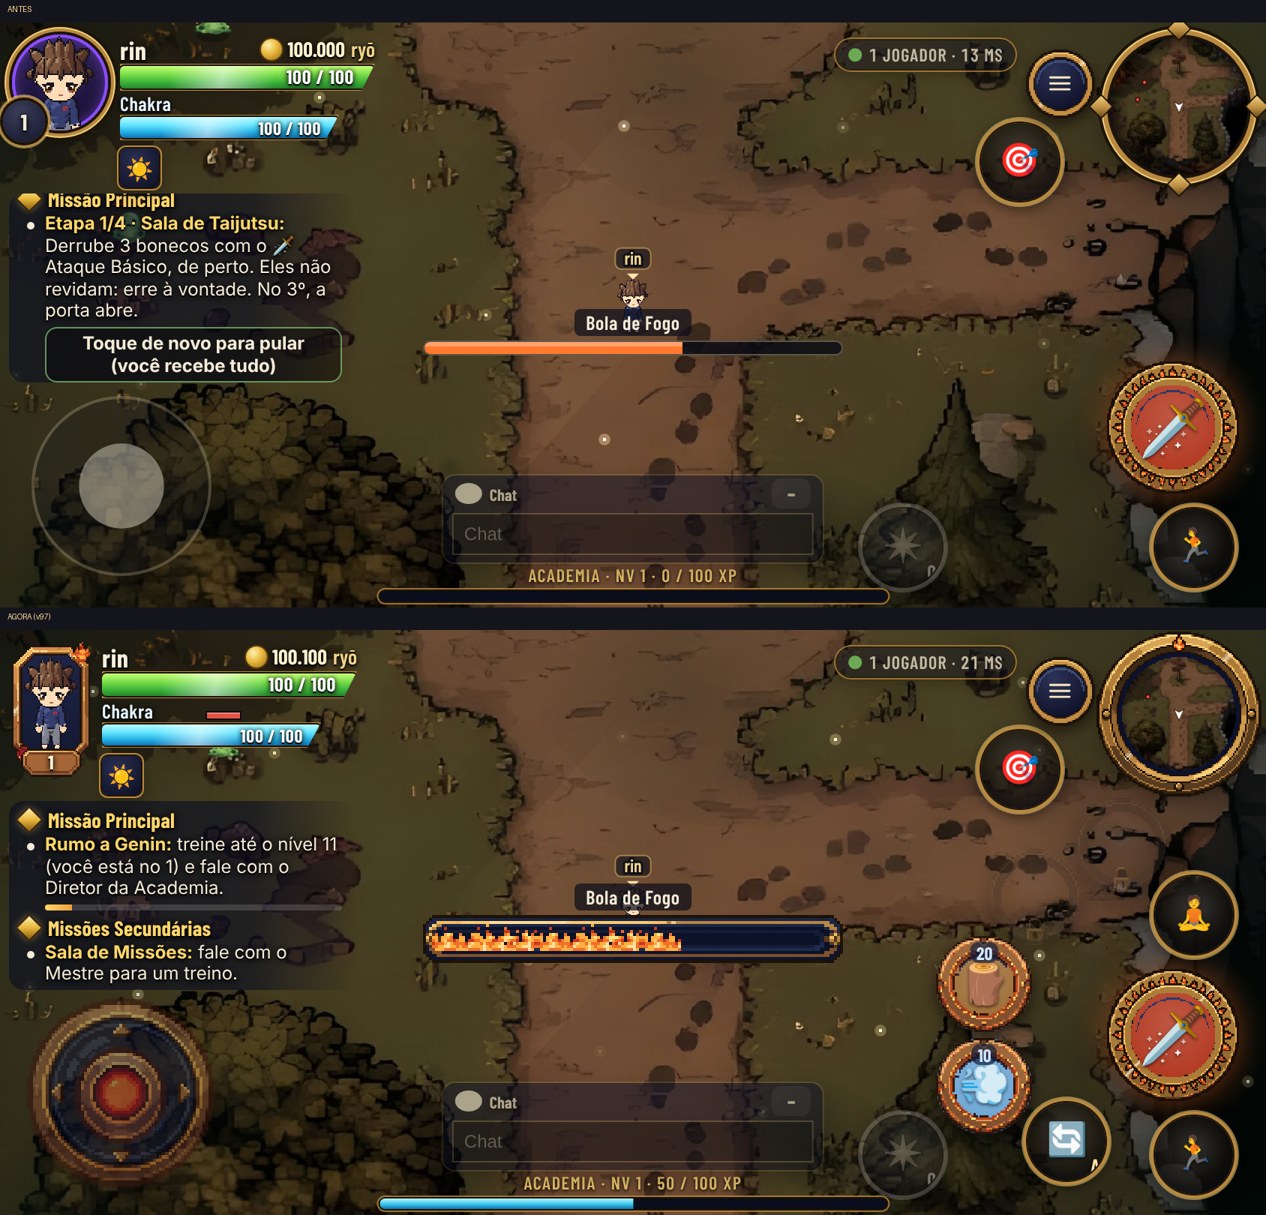 ANTES
rin
100.000 ryō
100 / 100
Chakra
100 / 100
1
1 JOGADOR · 13 MS
Missão Principal
Etapa 1/4 · Sala de Taijutsu:
Derrube 3 bonecos com o
Ataque Básico, de perto. Eles não
revidam: erre à vontade. No 3º, a
porta abre.
Toque de novo para pular
(você recebe tudo)
rin
Bola de Fogo
Chat
-
Chat
ACADEMIA · NV 1 · 0 / 100 XP
AGORA (v97)
rin
100.100 ryō
100 / 100
Chakra
100 / 100
1
1 JOGADOR · 21 MS
Missão Principal
Rumo a Genin: treine até o nível 11
(você está no 1) e fale com o
Diretor da Academia.
Missões Secundárias
Sala de Missões: fale com o
Mestre para um treino.
rin
Bola de Fogo
20
10
Chat
-
Chat
ACADEMIA · NV 1 · 50 / 100 XP